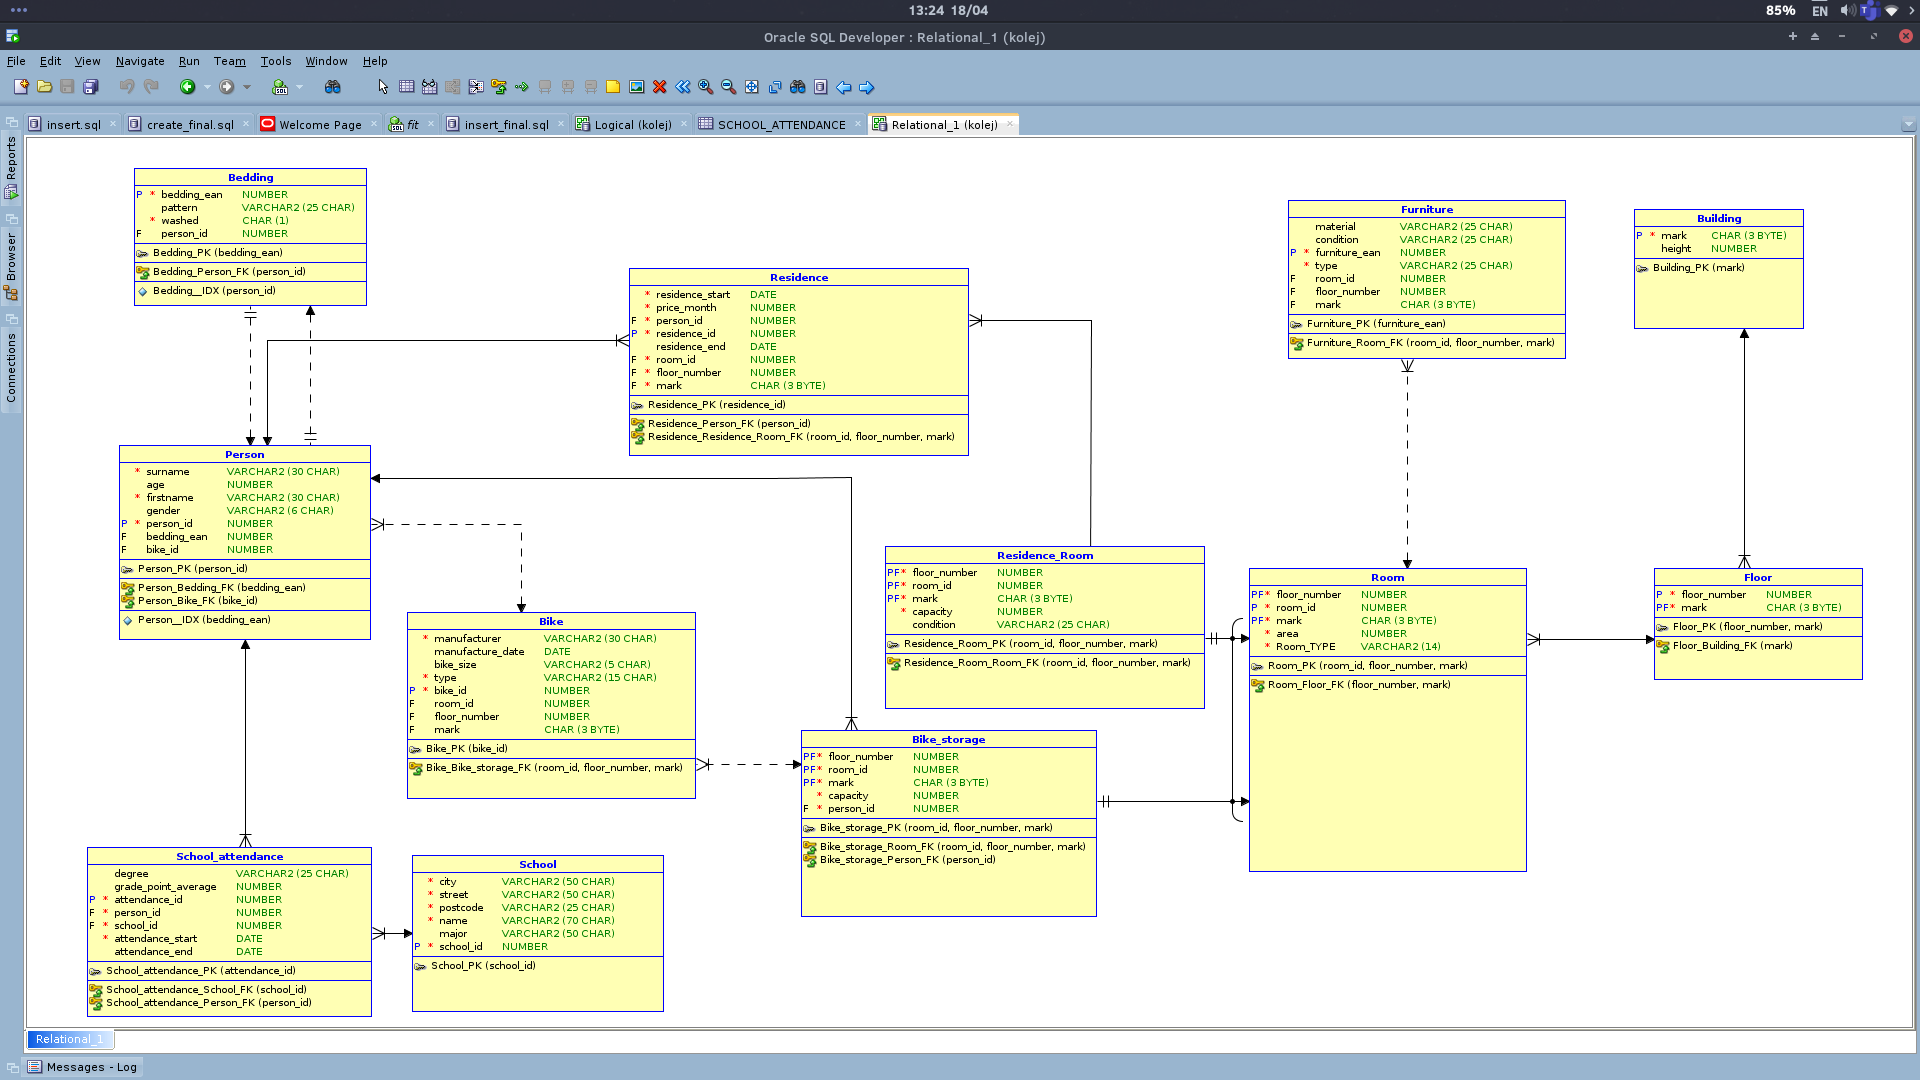 13:24 18/04
85%
EN
Oracle SQL Developer : Relational_1 (kolej)
File Edit View Navigate Run Team Tools Window Help
insert.sql
create_final.sql
Welcome Page
fit
insert_final.sql
Logical (kolej)
SCHOOL_ATTENDANCE
Relational_1 (kolej)
Reports
Browser
Connections
Bedding
P * bedding_ean NUMBER
pattern VARCHAR2 (25 CHAR)
* washed CHAR (1)
F person_id NUMBER
Bedding_PK (bedding_ean)
Bedding_Person_FK (person_id)
Bedding__IDX (person_id)
Residence
* residence_start DATE
* price_month NUMBER
F * person_id NUMBER
P * residence_id NUMBER
residence_end DATE
F * room_id NUMBER
F * floor_number NUMBER
F * mark CHAR (3 BYTE)
Residence_PK (residence_id)
Residence_Person_FK (person_id)
Residence_Residence_Room_FK (room_id, floor_number, mark)
Furniture
material VARCHAR2 (25 CHAR)
condition VARCHAR2 (25 CHAR)
P * furniture_ean NUMBER
* type VARCHAR2 (25 CHAR)
F room_id NUMBER
F floor_number NUMBER
F mark CHAR (3 BYTE)
Furniture_PK (furniture_ean)
Furniture_Room_FK (room_id, floor_number, mark)
Building
P * mark CHAR (3 BYTE)
height NUMBER
Building_PK (mark)
Person
* surname VARCHAR2 (30 CHAR)
age NUMBER
* firstname VARCHAR2 (30 CHAR)
gender VARCHAR2 (6 CHAR)
P * person_id NUMBER
F bedding_ean NUMBER
F bike_id NUMBER
Person_PK (person_id)
Person_Bedding_FK (bedding_ean)
Person_Bike_FK (bike_id)
Person__IDX (bedding_ean)
Bike
* manufacturer VARCHAR2 (30 CHAR)
manufacture_date DATE
bike_size VARCHAR2 (5 CHAR)
* type VARCHAR2 (15 CHAR)
P * bike_id NUMBER
F room_id NUMBER
F floor_number NUMBER
F mark CHAR (3 BYTE)
Bike_PK (bike_id)
Bike_Bike_storage_FK (room_id, floor_number, mark)
Residence_Room
PF* floor_number NUMBER
PF* room_id NUMBER
PF* mark CHAR (3 BYTE)
* capacity NUMBER
condition VARCHAR2 (25 CHAR)
Residence_Room_PK (room_id, floor_number, mark)
Residence_Room_Room_FK (room_id, floor_number, mark)
Room
PF* floor_number NUMBER
P * room_id NUMBER
PF* mark CHAR (3 BYTE)
* area NUMBER
* Room_TYPE VARCHAR2 (14)
Room_PK (room_id, floor_number, mark)
Room_Floor_FK (floor_number, mark)
Floor
P * floor_number NUMBER
PF* mark CHAR (3 BYTE)
Floor_PK (floor_number, mark)
Floor_Building_FK (mark)
Bike_storage
PF* floor_number NUMBER
PF* room_id NUMBER
PF* mark CHAR (3 BYTE)
* capacity NUMBER
F * person_id NUMBER
Bike_storage_PK (room_id, floor_number, mark)
Bike_storage_Room_FK (room_id, floor_number, mark)
Bike_storage_Person_FK (person_id)
School_attendance
degree VARCHAR2 (25 CHAR)
grade_point_average NUMBER
P * attendance_id NUMBER
F * person_id NUMBER
F * school_id NUMBER
* attendance_start DATE
attendance_end DATE
School_attendance_PK (attendance_id)
School_attendance_School_FK (school_id)
School_attendance_Person_FK (person_id)
School
* city VARCHAR2 (50 CHAR)
* street VARCHAR2 (50 CHAR)
* postcode VARCHAR2 (25 CHAR)
* name VARCHAR2 (70 CHAR)
major VARCHAR2 (50 CHAR)
P * school_id NUMBER
School_PK (school_id)
Relational_1
Messages - Log